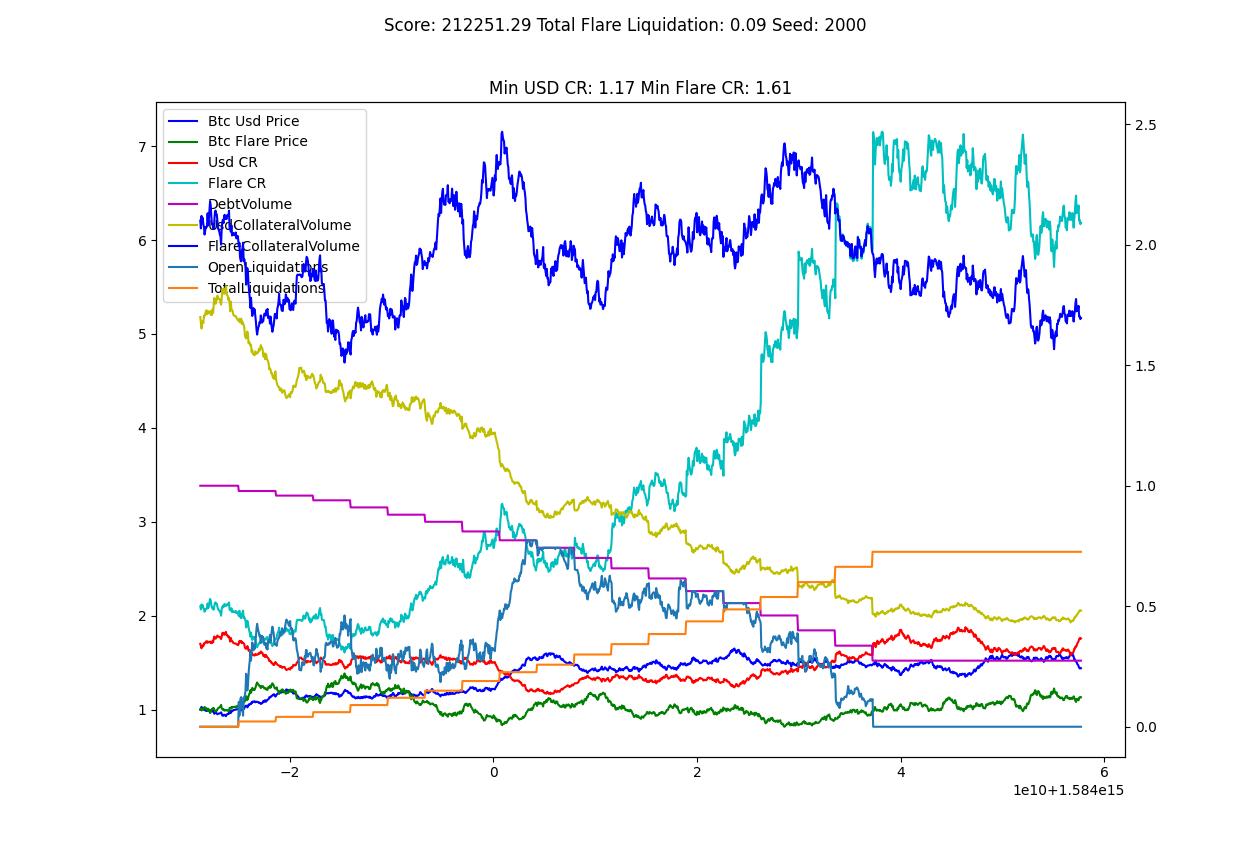 Score: 212251.29 Total Flare Liquidation: 0.09 Seed: 2000
Min USD CR: 1.17 Min Flare CR: 1.61
Btc Usd Price
Btc Flare Price
Usd CR
Flare CR
DebtVolume
UsdCollateralVolume
FlareCollateralVolume
OpenLiquidations
TotalLiquidations
7
6
5
4
3
2
1
2.5
2.0
1.5
1.0
0.5
0.0
−2
0
2
4
6
1e10+1.584e15